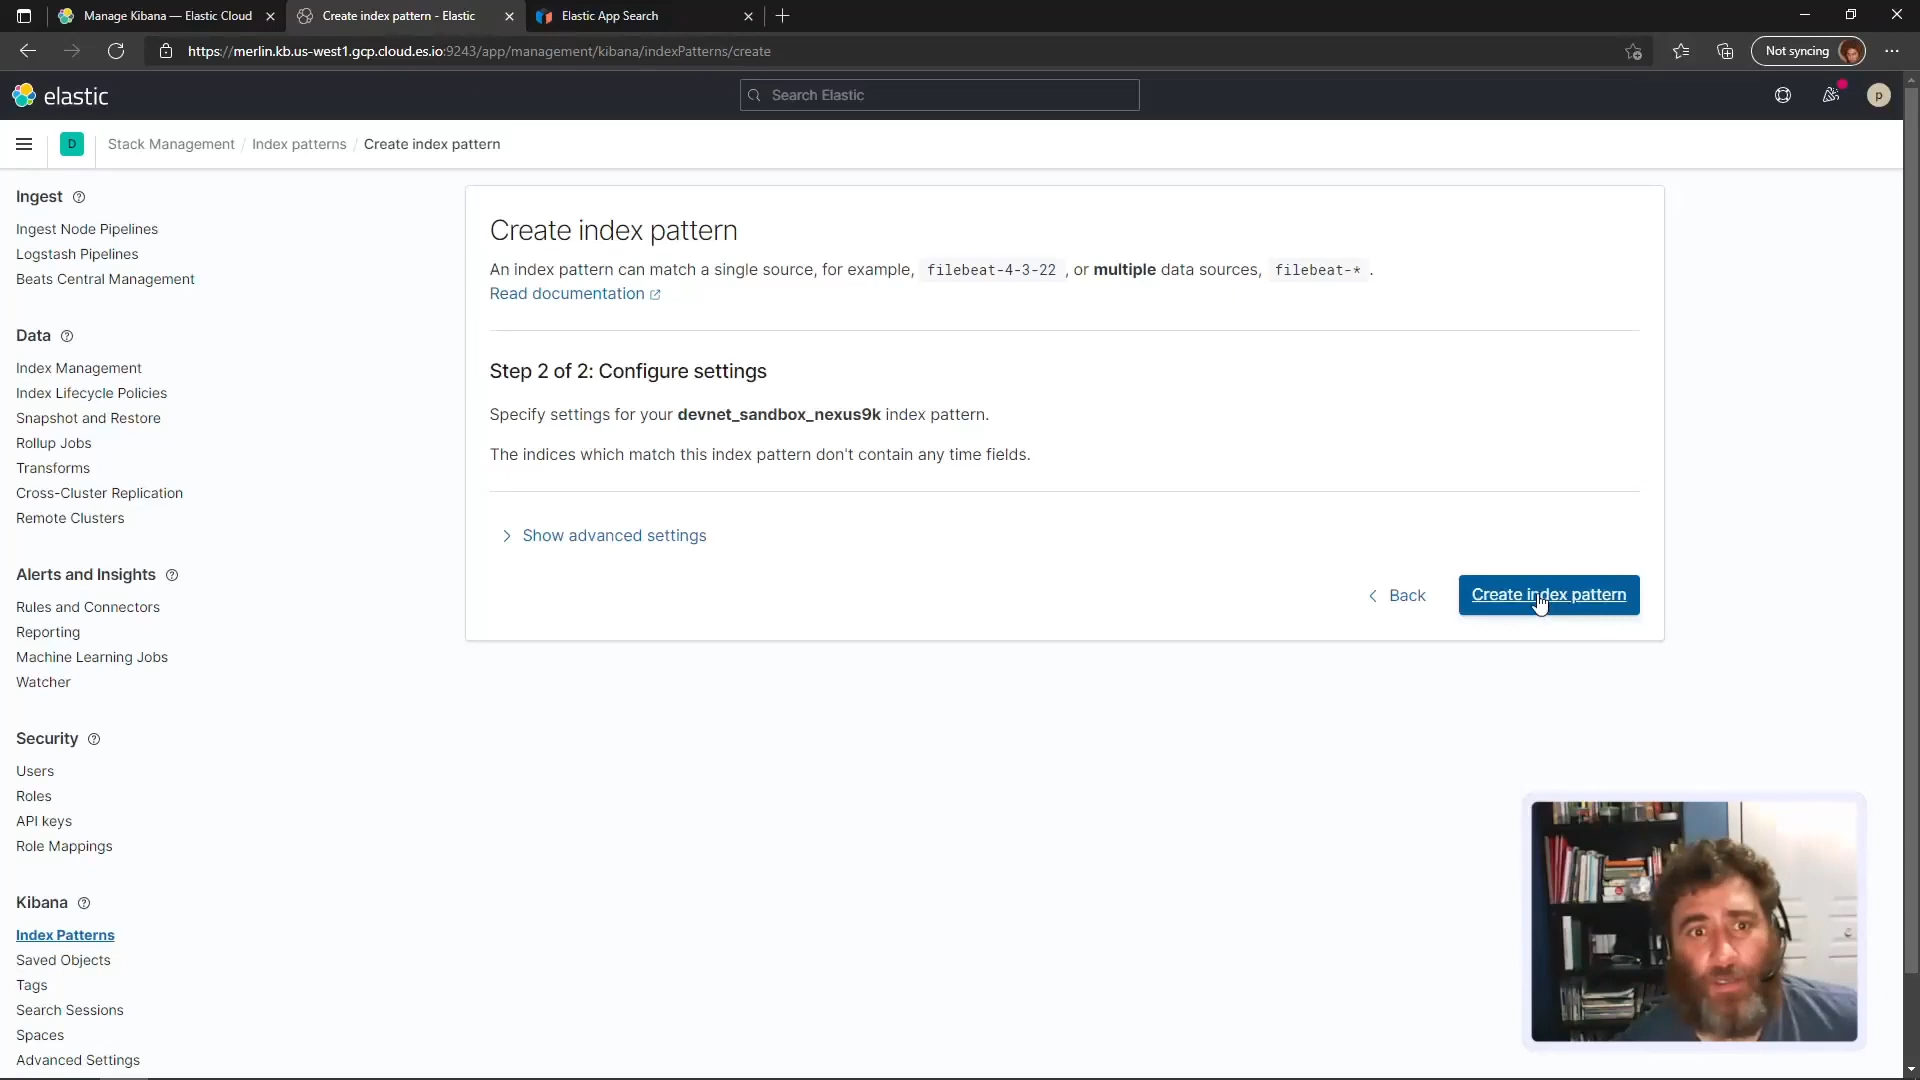 Manage Kibana — Elastic Cloud
Create index pattern - Elastic
Elastic App Search
https://merlin.kb.us-west1.gcp.cloud.es.io:9243/app/management/kibana/indexPatterns/create
Not syncing
elastic
Search Elastic
p
D
Stack Management / Index patterns / Create index pattern
Ingest
Ingest Node Pipelines
Logstash Pipelines
Beats Central Management
Data
Index Management
Index Lifecycle Policies
Snapshot and Restore
Rollup Jobs
Transforms
Cross-Cluster Replication
Remote Clusters
Alerts and Insights
Rules and Connectors
Reporting
Machine Learning Jobs
Watcher
Security
Users
Roles
API keys
Role Mappings
Kibana
Index Patterns
Saved Objects
Tags
Search Sessions
Spaces
Advanced Settings
Create index pattern
An index pattern can match a single source, for example, filebeat-4-3-22 , or multiple data sources, filebeat-* .
Read documentation
Step 2 of 2: Configure settings
Specify settings for your devnet_sandbox_nexus9k index pattern.
The indices which match this index pattern don't contain any time fields.
Show advanced settings
Back
Create index pattern